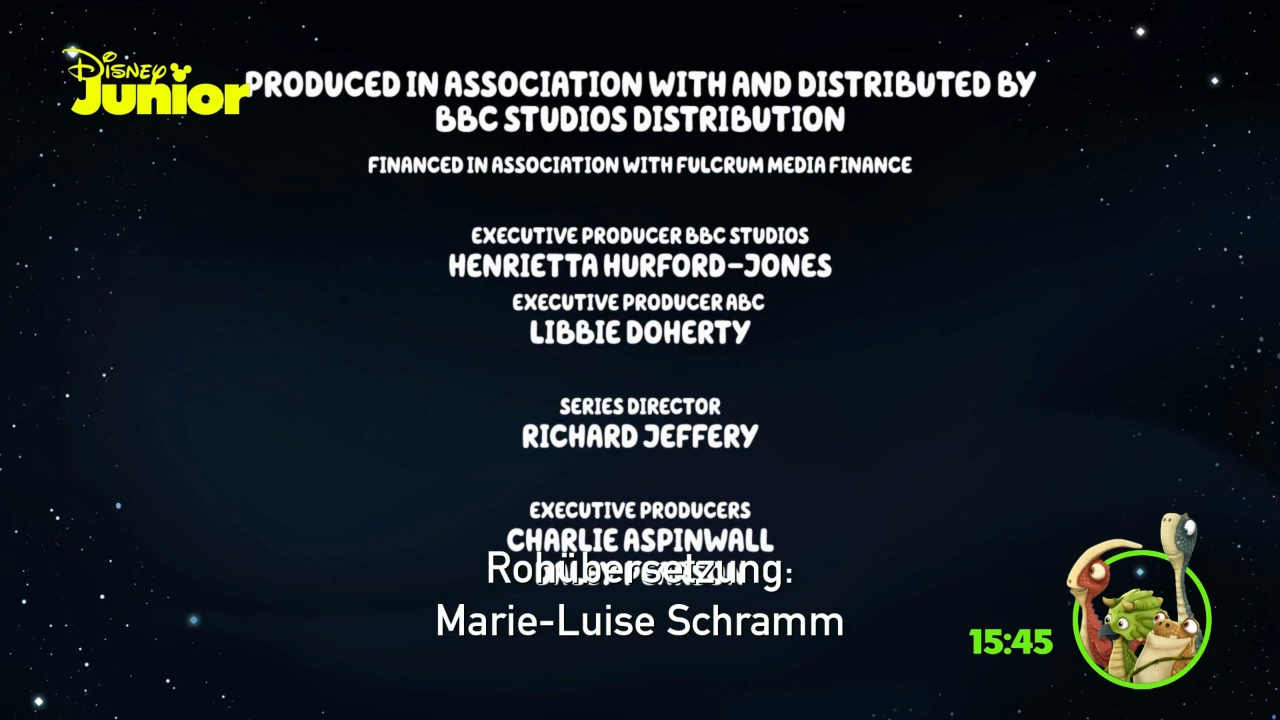 Disney
Junior
PRODUCED IN ASSOCIATION WITH AND DISTRIBUTED BY
BBC STUDIOS DISTRIBUTION
FINANCED IN ASSOCIATION WITH FULCRUM MEDIA FINANCE
EXECUTIVE PRODUCER BBC STUDIOS
HENRIETTA HURFORD-JONES
EXECUTIVE PRODUCER ABC
LIBBIE DOHERTY
SERIES DIRECTOR
RICHARD JEFFERY
EXECUTIVE PRODUCERS
CHARLIE ASPINWALL
Rohübersetzung:
Marie-Luise Schramm
15:45